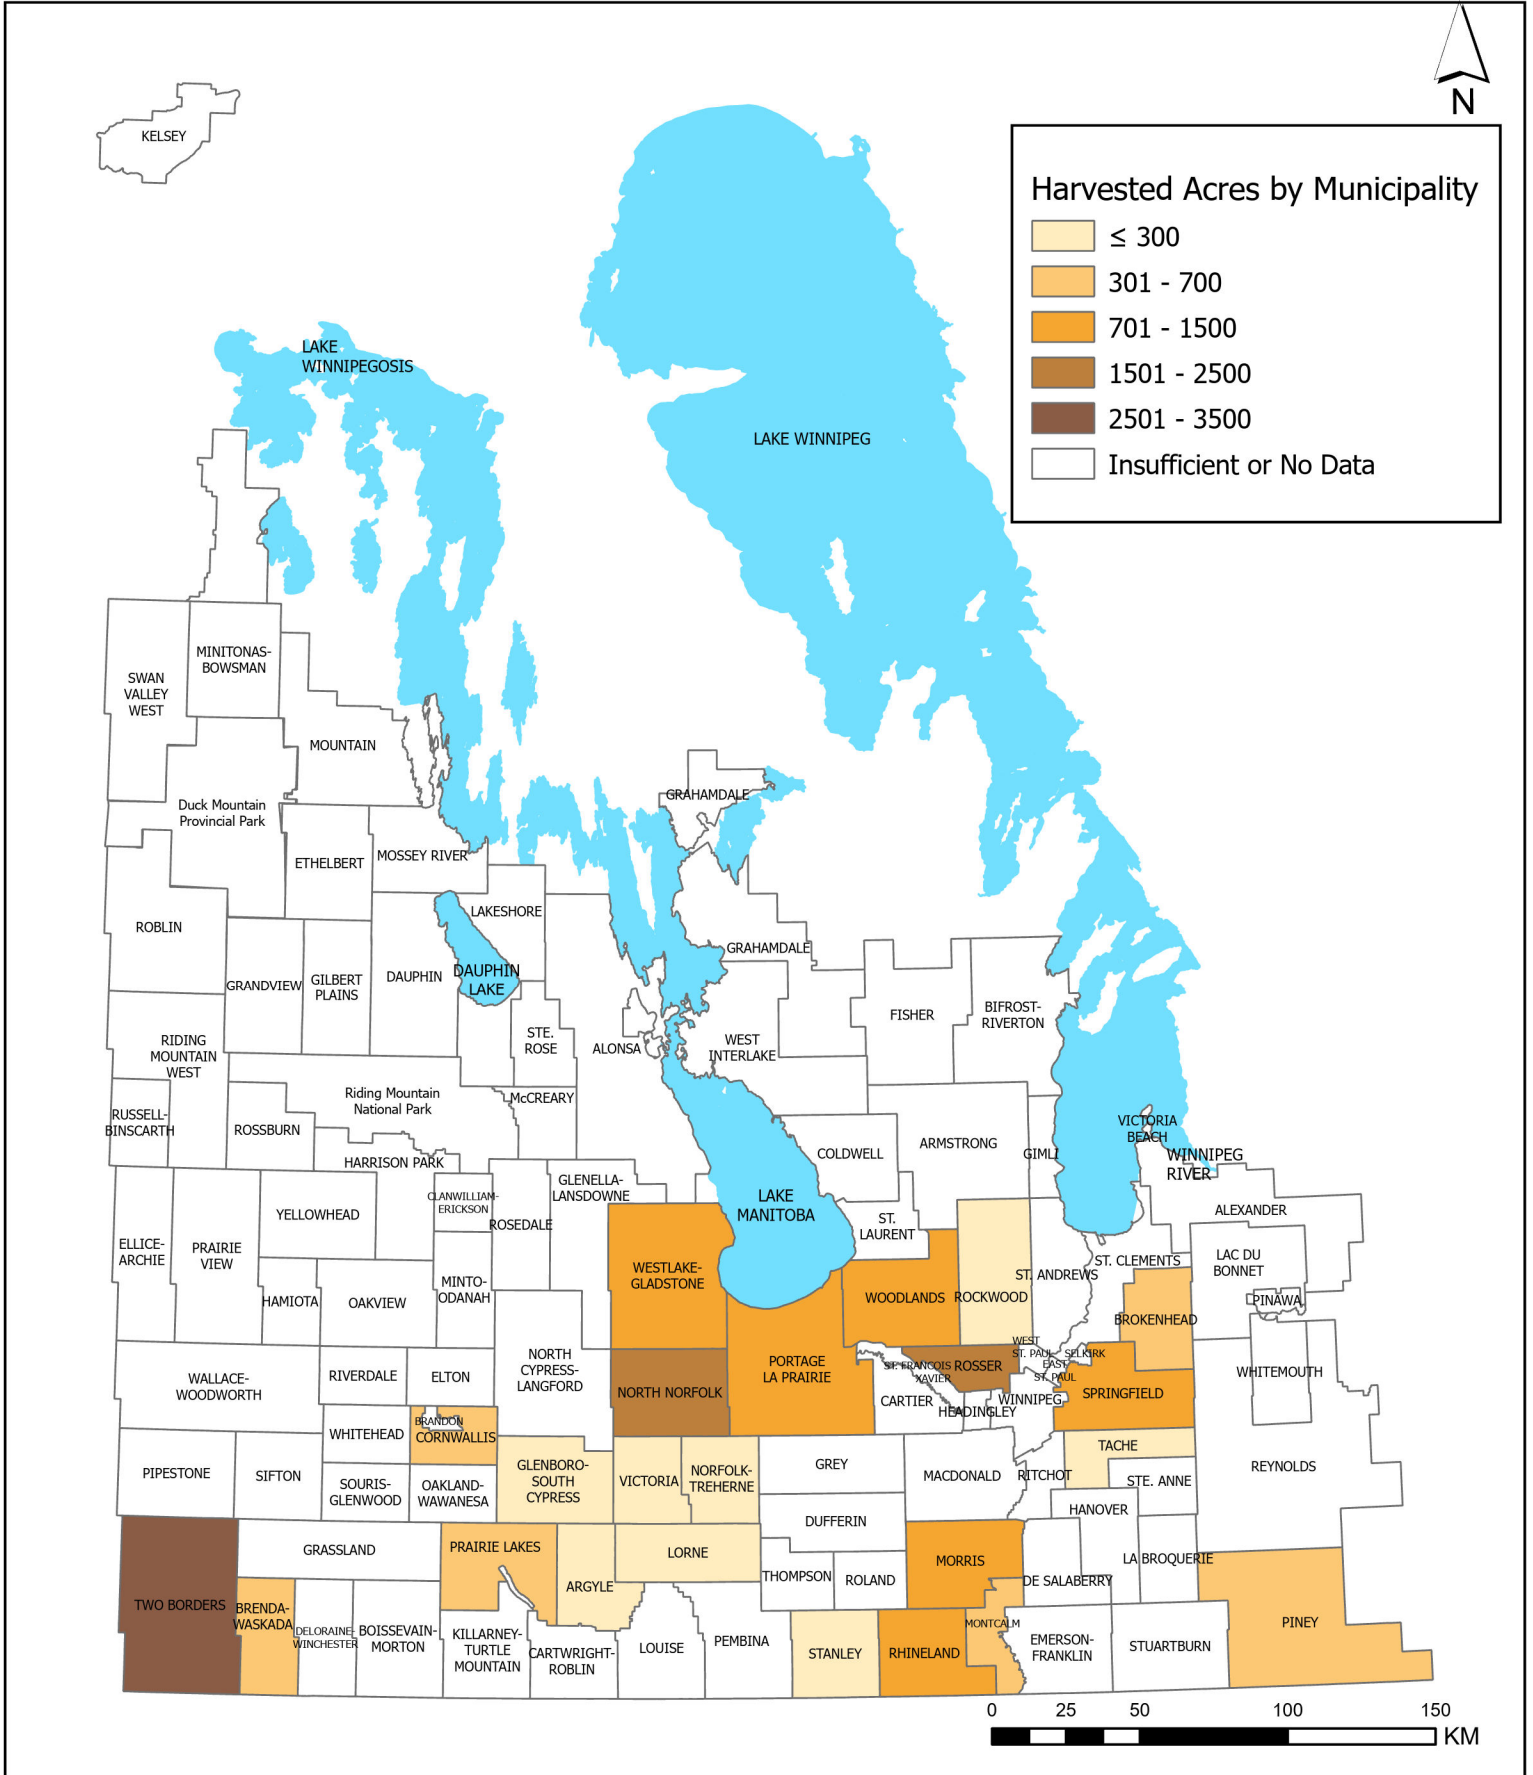 N
KELSEY
Harvested Acres by Municipality
≤ 300
301 - 700
701 - 1500
1501 - 2500
2501 - 3500
Insufficient or No Data
LAKE
WINNIPEGOSIS
LAKE WINNIPEG
MINITONAS-
BOWSMAN
SWAN
VALLEY
WEST
MOUNTAIN
Duck Mountain
Provincial Park
GRAHAMDALE
ETHELBERT
MOSSEY RIVER
ROBLIN
LAKESHORE
GRAHAMDALE
GRANDVIEW
GILBERT
PLAINS
DAUPHIN
DAUPHIN
LAKE
FISHER
BIFROST-
RIVERTON
RIDING
MOUNTAIN
WEST
STE.
ROSE
ALONSA
WEST
INTERLAKE
Riding Mountain
National Park
McCREARY
RUSSELL-
BINSCARTH
ROSSBURN
HARRISON PARK
COLDWELL
ARMSTRONG
GIMLI
VICTORIA
BEACH
WINNIPEG
RIVER
GLENELLA-
LANSDOWNE
CLANWILLIAM-
ERICKSON
YELLOWHEAD
ROSEDALE
LAKE
MANITOBA
ST.
LAURENT
ALEXANDER
ELLICE-
ARCHIE
PRAIRIE
VIEW
WESTLAKE-
GLADSTONE
ST. ANDREWS
ST. CLEMENTS
LAC DU
BONNET
HAMIOTA
OAKVIEW
MINTO-
ODANAH
WOODLANDS
ROCKWOOD
BROKENHEAD
PINAWA
WALLACE-
WOODWORTH
RIVERDALE
ELTON
NORTH
CYPRESS-
LANGFORD
NORTH NORFOLK
PORTAGE
LA PRAIRIE
ST. FRANCOIS
XAVIER
ROSSER
WEST
ST. PAUL
SELKIRK
EAST
ST. PAUL
WHITEMOUTH
CARTIER
HEADINGLEY
WINNIPEG
SPRINGFIELD
BRANDON
CORNWALLIS
WHITEHEAD
PIPESTONE
SIFTON
SOURIS-
GLENWOOD
OAKLAND-
WAWANESA
GLENBORO-
SOUTH
CYPRESS
VICTORIA
NORFOLK-
TREHERNE
GREY
MACDONALD
RITCHOT
TACHE
STE. ANNE
REYNOLDS
HANOVER
DUFFERIN
GRASSLAND
PRAIRIE LAKES
ARGYLE
LORNE
THOMPSON
ROLAND
MORRIS
DE SALABERRY
LA BROQUERIE
TWO BORDERS
BRENDA-
WASKADA
DELORAINE-
WINCHESTER
BOISSEVAIN-
MORTON
KILLARNEY-
TURTLE
MOUNTAIN
CARTWRIGHT-
ROBLIN
LOUISE
PEMBINA
STANLEY
RHINELAND
MONTCALM
EMERSON-
FRANKLIN
STUARTBURN
PINEY
0 25 50 100 150
KM